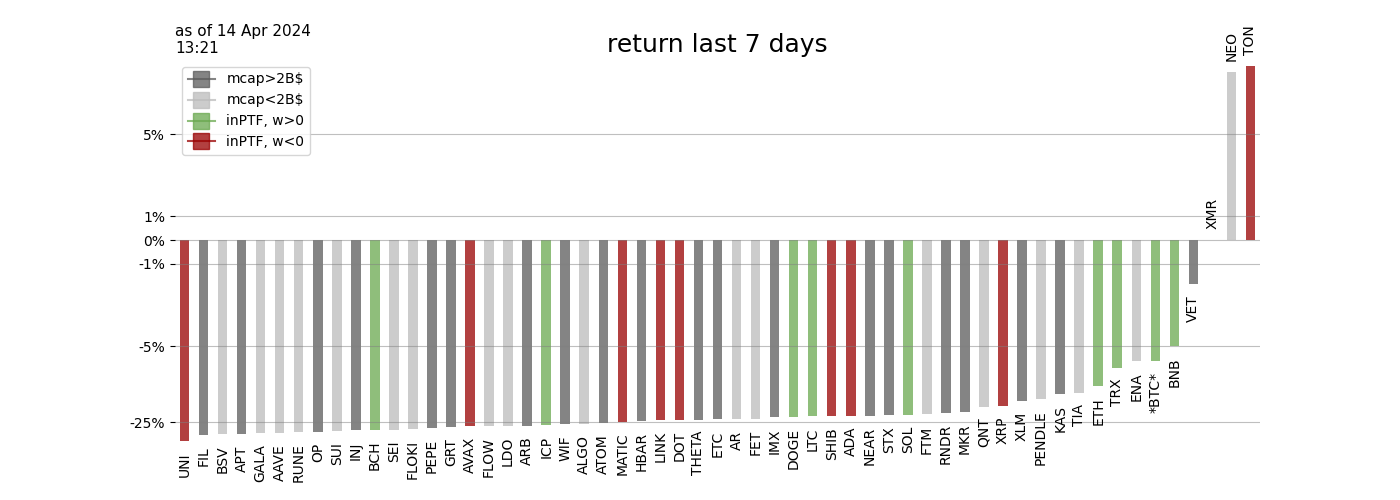 as of 14 Apr 2024
13:21
return last 7 days
mcap>2B$
mcap<2B$
inPTF, w>0
inPTF, w<0
5%
1%
0%
-1%
-5%
-25%
UNI
FIL
BSV
APT
GALA
AAVE
RUNE
OP
SUI
INJ
BCH
SEI
FLOKI
PEPE
GRT
AVAX
FLOW
LDO
ARB
ICP
WIF
ALGO
ATOM
MATIC
HBAR
LINK
DOT
THETA
ETC
AR
FET
IMX
DOGE
LTC
SHIB
ADA
NEAR
STX
SOL
FTM
RNDR
MKR
QNT
XRP
XLM
PENDLE
KAS
TIA
ETH
TRX
ENA
*BTC*
BNB
VET
XMR
NEO
TON